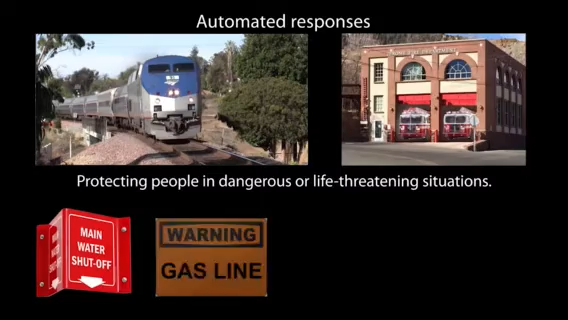 Automated responses
Protecting people in dangerous or life-threatening situations.
MAIN
WATER
SHUT-OFF
WARNING
GAS LINE